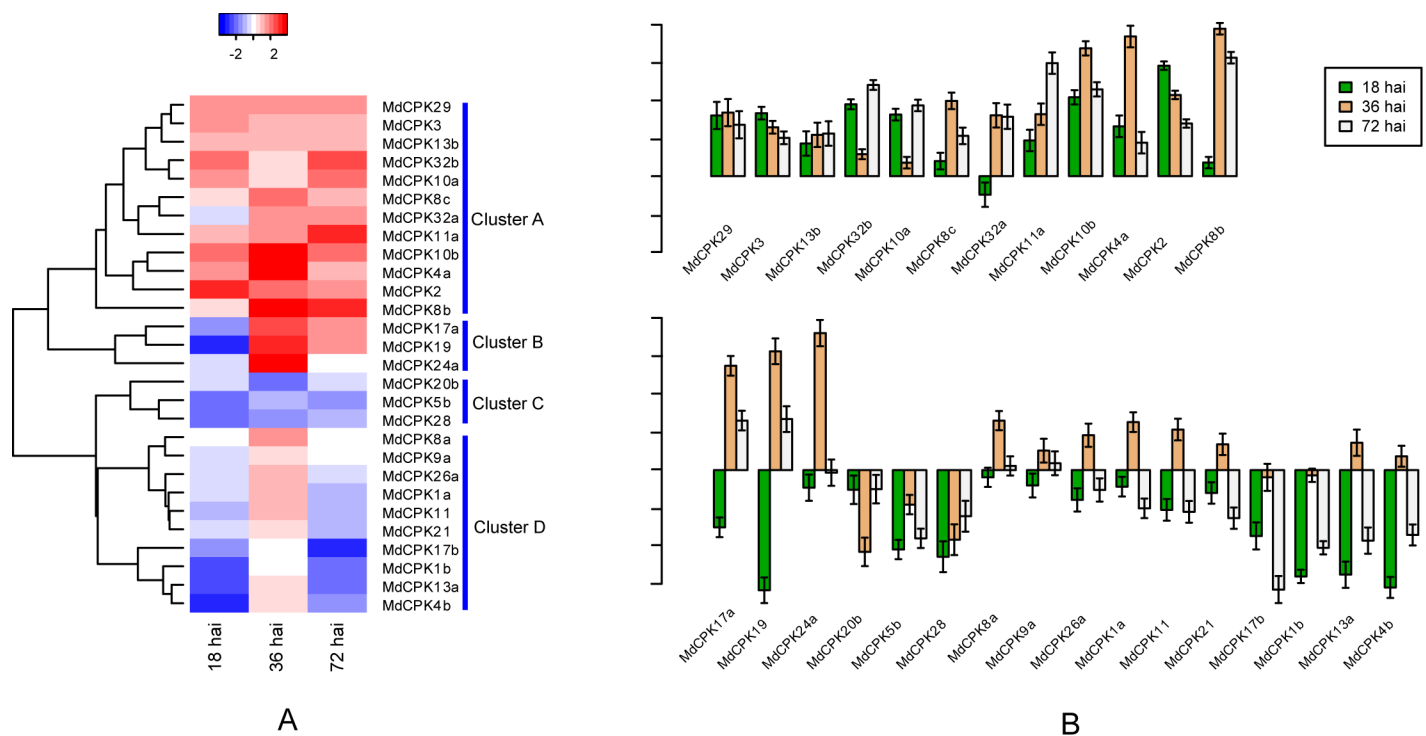 -2 2
MdCPK29
MdCPK3
MdCPK13b
MdCPK32b
MdCPK10a
MdCPK8c
MdCPK32a
MdCPK11a
MdCPK10b
MdCPK4a
MdCPK2
MdCPK8b
MdCPK17a
MdCPK19
MdCPK24a
MdCPK20b
MdCPK5b
MdCPK28
MdCPK8a
MdCPK9a
MdCPK26a
MdCPK1a
MdCPK11
MdCPK21
MdCPK17b
MdCPK1b
MdCPK13a
MdCPK4b
Cluster A
Cluster B
Cluster C
Cluster D
18 hai
36 hai
72 hai
A
18 hai
36 hai
72 hai
MdCPK29
MdCPK3
MdCPK13b
MdCPK32b
MdCPK10a
MdCPK8c
MdCPK32a
MdCPK11a
MdCPK10b
MdCPK4a
MdCPK2
MdCPK8b
MdCPK17a
MdCPK19
MdCPK24a
MdCPK20b
MdCPK5b
MdCPK28
MdCPK8a
MdCPK9a
MdCPK26a
MdCPK1a
MdCPK11
MdCPK21
MdCPK17b
MdCPK1b
MdCPK13a
MdCPK4b
B